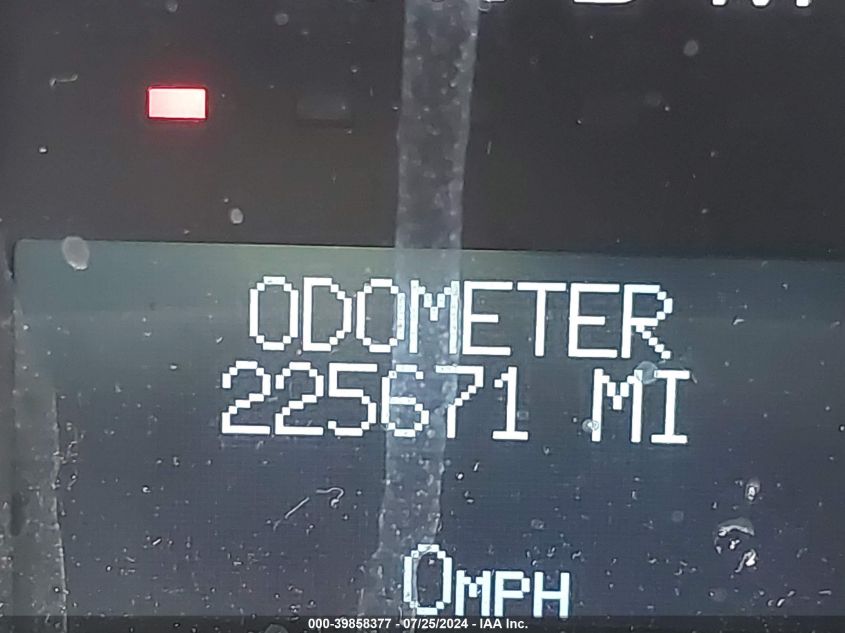 ODOMETER
225671 MI
0MPH
000-39858377 - 07/25/2024 - IAA Inc.